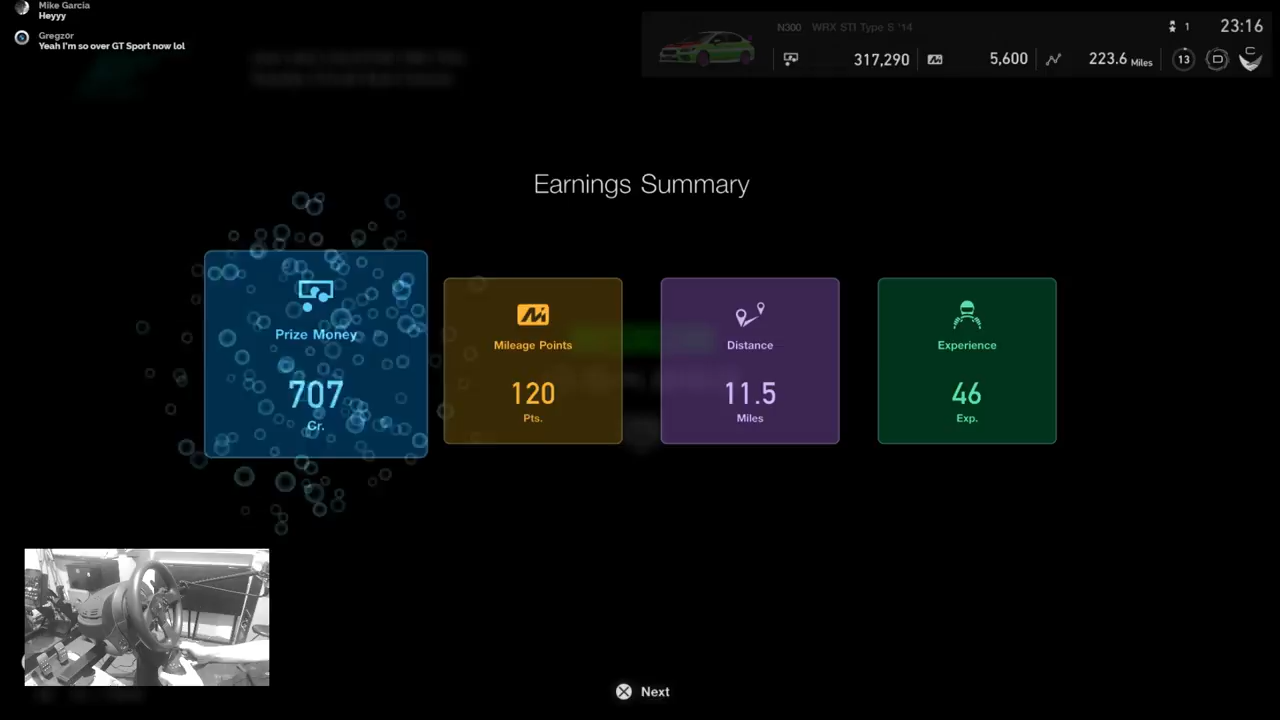 Mike Garcia
Heyyy
Gregzor
Yeah I'm so over GT Sport now lol
N300 WRX STI Type S '14
1
23:16
317,290
5,600
223.6 Miles
13
D
C
Earnings Summary
Prize Money
707
Cr.
Mileage Points
120
Pts.
Distance
11.5
Miles
Experience
46
Exp.
Next